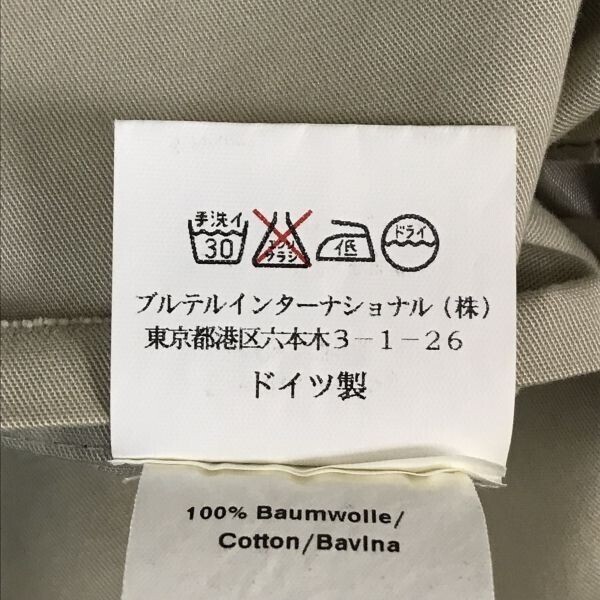 手洗イ 30 エンソ サラシ 低 ドライ
ブルテルインターナショナル（株）
東京都港区六本木３−１−２６
ドイツ製
100% Baumwolle/
Cotton/Bavlna